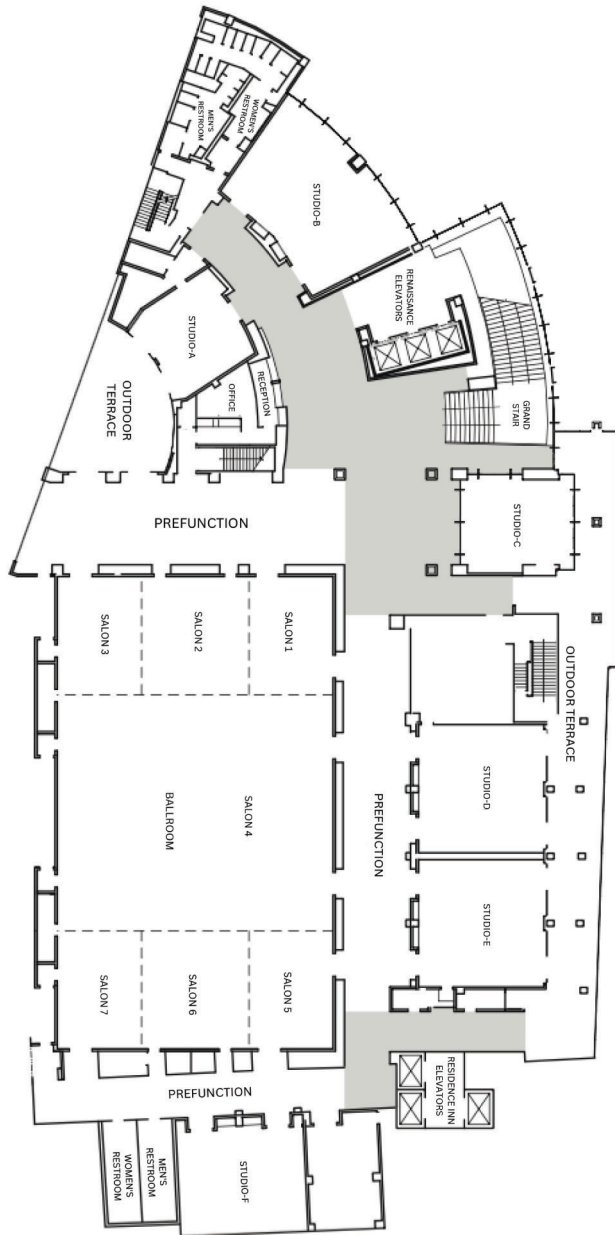 WOMEN'S
RESTROOM
MEN'S
RESTROOM
STUDIO-B
RENAISSANCE
ELEVATORS
STUDIO-A
RECEPTION
OFFICE
GRAND
STAIR
OUTDOOR
TERRACE
STUDIO-C
PREFUNCTION
SALON 3
SALON 2
SALON 1
OUTDOOR TERRACE
STUDIO-D
PREFUNCTION
SALON 4
BALLROOM
STUDIO-E
SALON 7
SALON 6
SALON 5
RESIDENCE INN
ELEVATORS
PREFUNCTION
MEN'S
RESTROOM
WOMEN'S
RESTROOM
STUDIO-F